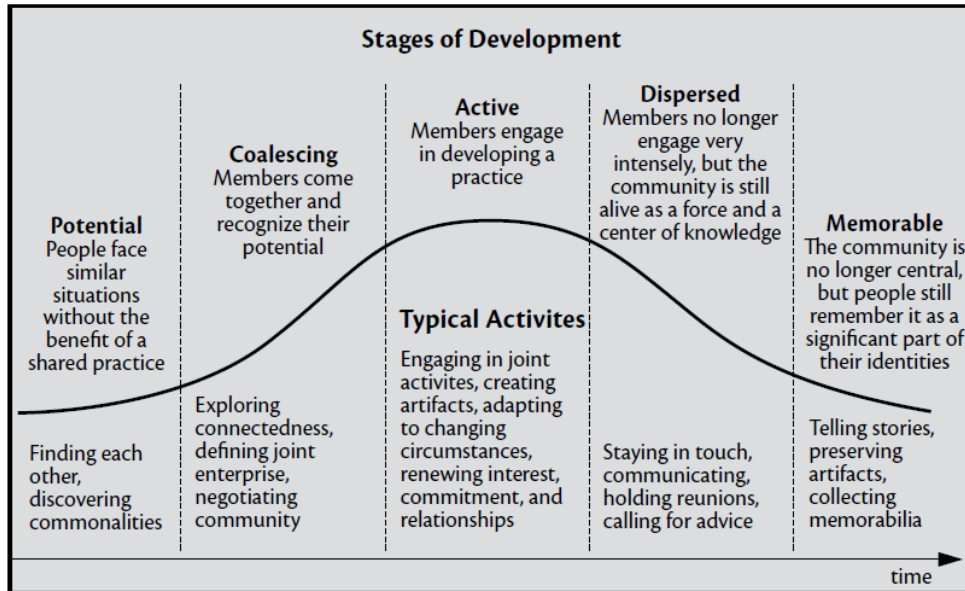 Stages of Development
Potential
People face
similar
situations
without the
benefit of a
shared practice
Coalescing
Members come
together and
recognize their
potential
Active
Members engage
in developing a
practice
Dispersed
Members no longer
engage very
intensely, but the
community is still
alive as a force and a
center of knowledge
Memorable
The community is
no longer central,
but people still
remember it as a
significant part of
their identities
Typical Activites
Finding each
other,
discovering
commonalities
Exploring
connectedness,
defining joint
enterprise,
negotiating
community
Engaging in joint
activites, creating
artifacts, adapting
to changing
circumstances,
renewing interest,
commitment, and
relationships
Staying in touch,
communicating,
holding reunions,
calling for advice
Telling stories,
preserving
artifacts,
collecting
memorabilia
time